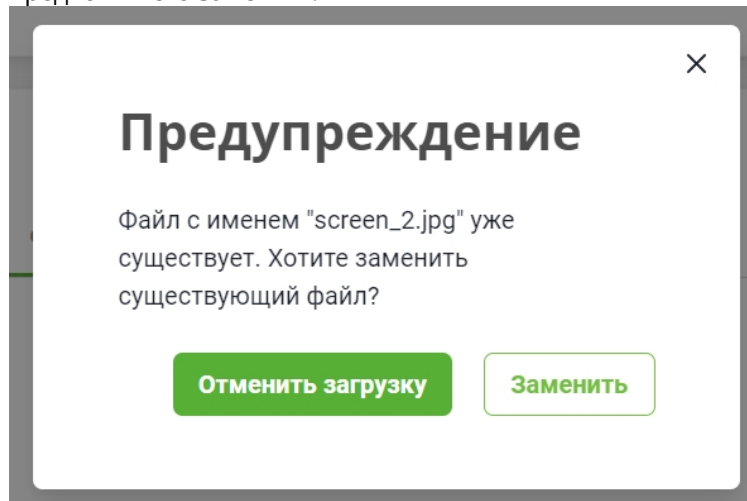 Предупреждение
Файл с именем "screen_2.jpg" уже
существует. Хотите заменить
существующий файл?
Отменить загрузку
Заменить